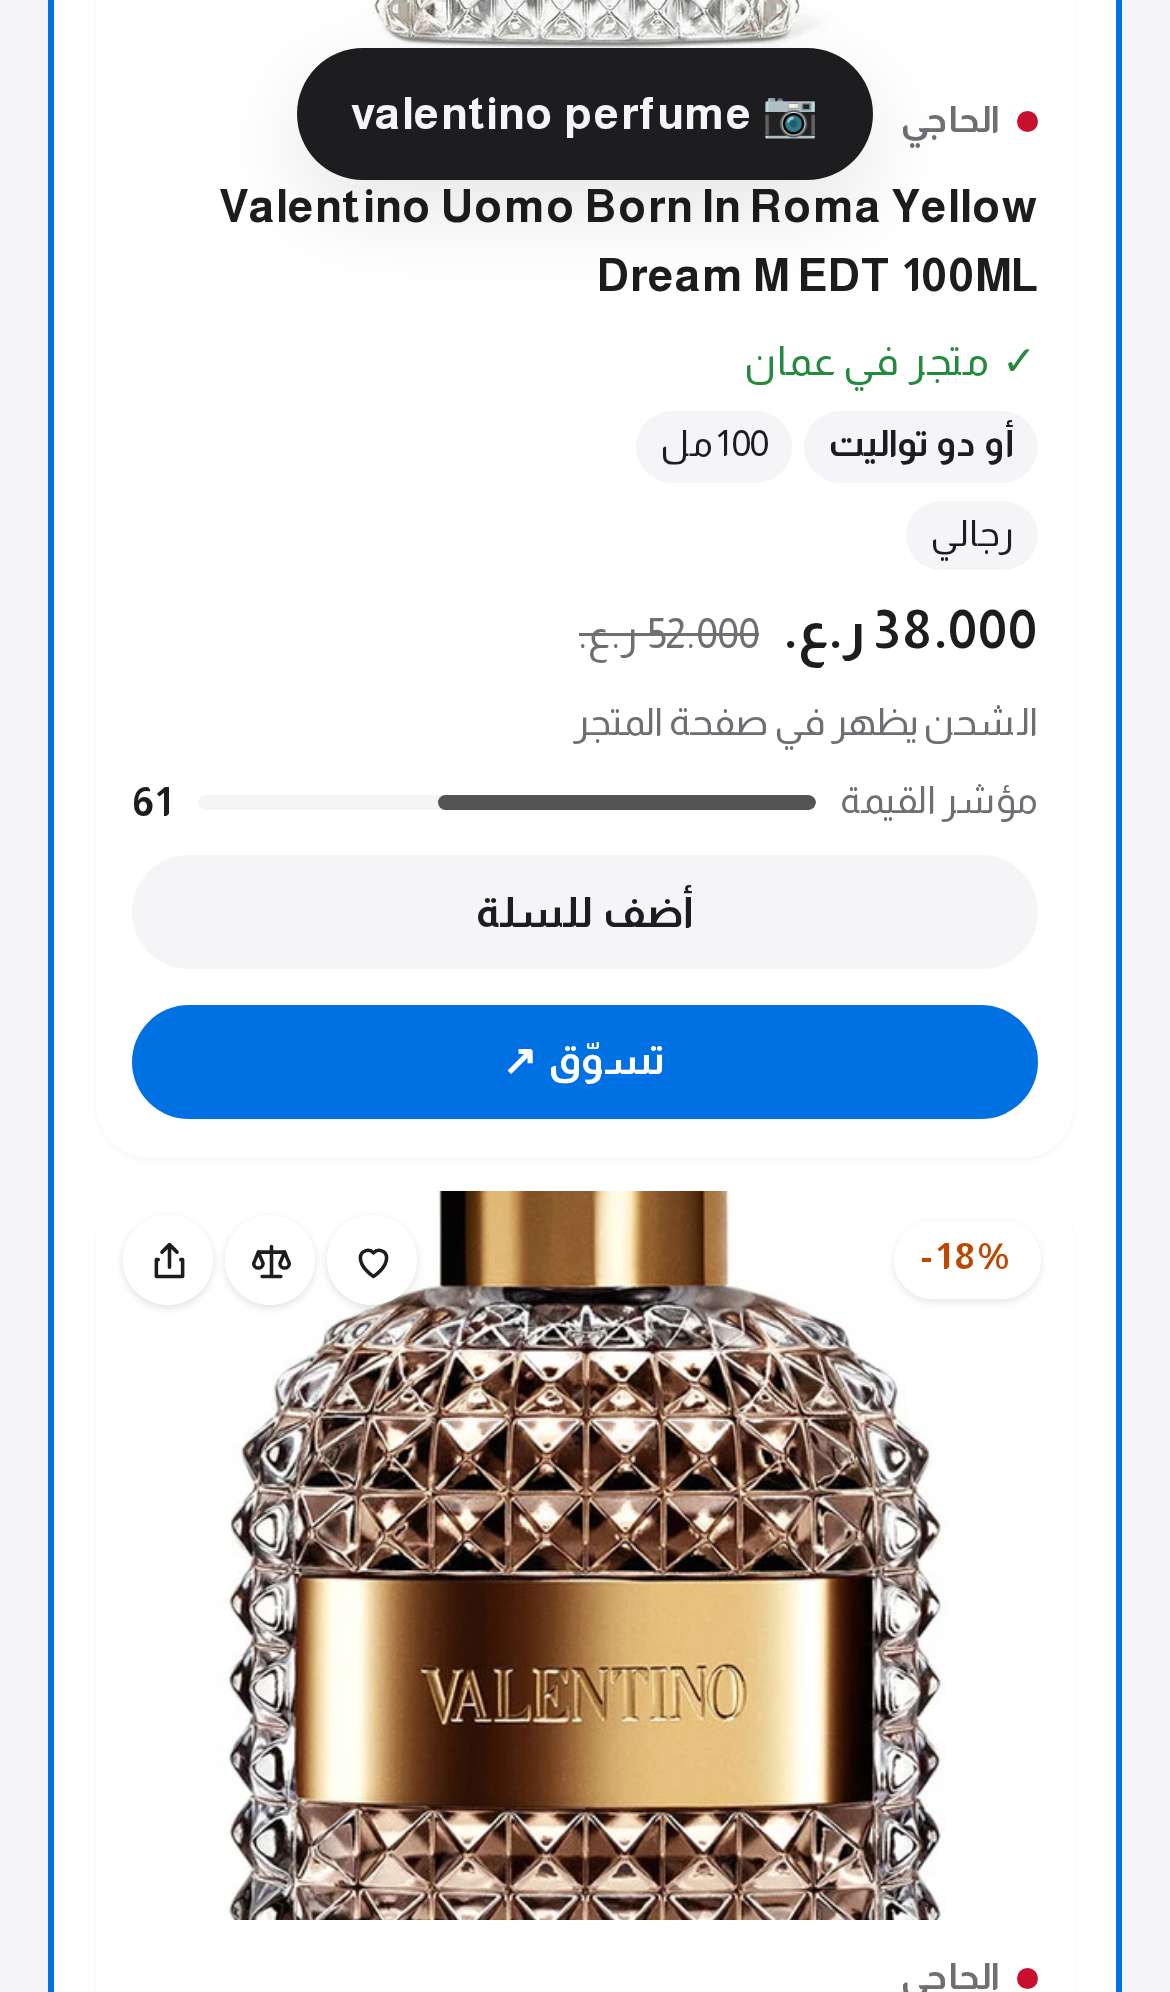 valentino perfume 📷
الحاجي
Valentino Uomo Born In Roma Yellow
Dream M EDT 100ML
✓ متجر في عمان
أو دو تواليت
100 مل
رجالي
38.000 ر.ع. 52.000 ر.ع.
الشحن يظهر في صفحة المتجر
مؤشر القيمة 61
أضف للسلة
تسوّق ↗
-18%
VALENTINO
الحاجي